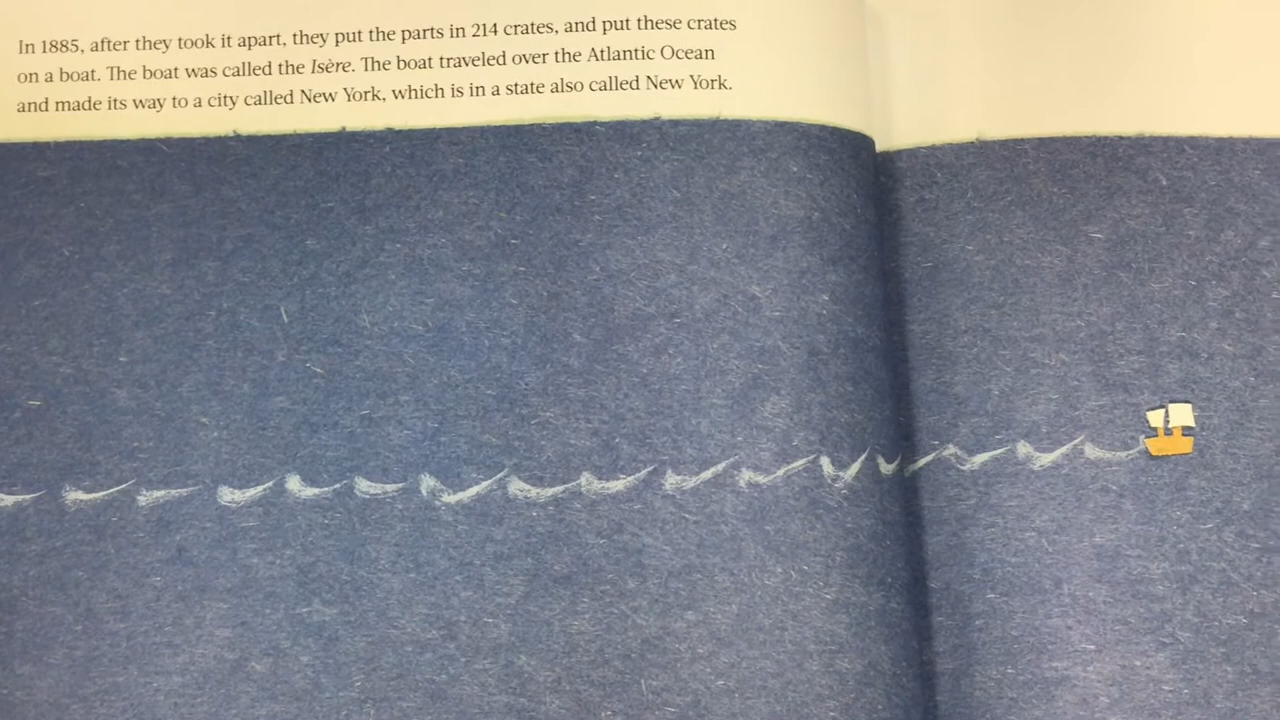 In 1885, after they took it apart, they put the parts in 214 crates, and put these crates
on a boat. The boat was called the Isère. The boat traveled over the Atlantic Ocean
and made its way to a city called New York, which is in a state also called New York.